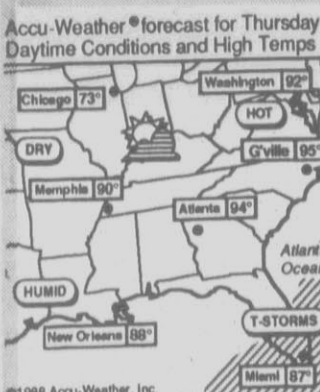 Accu-Weather® forecast for Thursday
Daytime Conditions and High Temps
Washington 92°
Chicago 73°
HOT
DRY
G'ville 95°
Memphis 90°
Atlanta 94°
Atlant
Ocea
HUMID
T-STORMS
New Orleans 88°
Miami 87°
©1988 Accu-Weather, Inc.